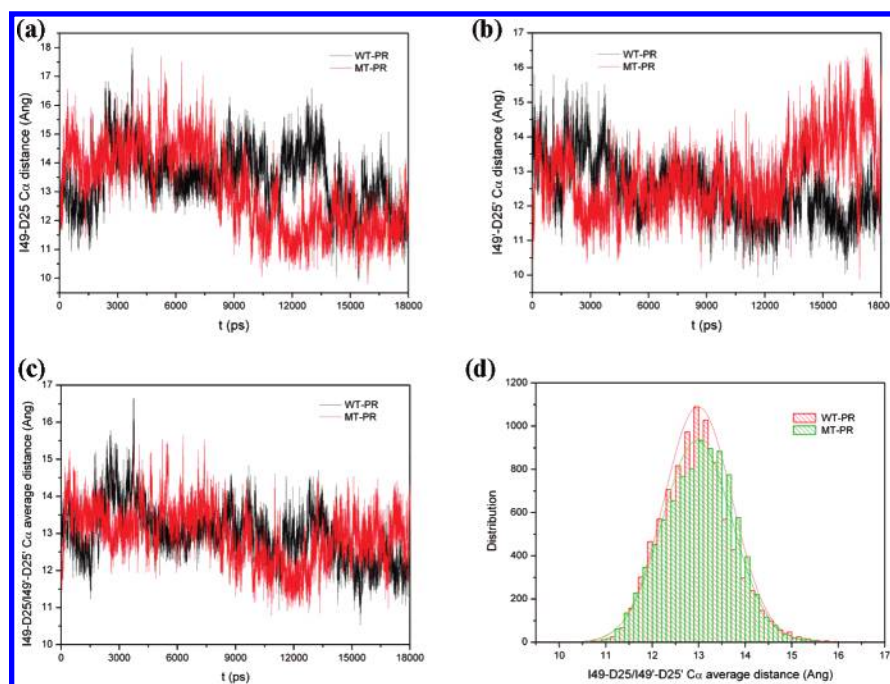 (a)
18
17
16
15
14
13
12
11
10
I49-D25 Cα distance (Ang)
WT-PR
MT-PR
0 3000 6000 9000 12000 15000 18000
t (ps)
(b)
17
16
15
14
13
12
11
10
I49'-D25' Cα distance (Ang)
WT-PR
MT-PR
0 3000 6000 9000 12000 15000 18000
t (ps)
(c)
17
16
15
14
13
12
11
10
I49-D25/I49'-D25' Cα average distance (Ang)
WT-PR
MT-PR
0 3000 6000 9000 12000 15000 18000
t (ps)
(d)
1200
1000
800
600
400
200
0
Distribution
WT-PR
MT-PR
10 11 12 13 14 15 16 17
I49-D25/I49'-D25' Cα average distance (Ang)